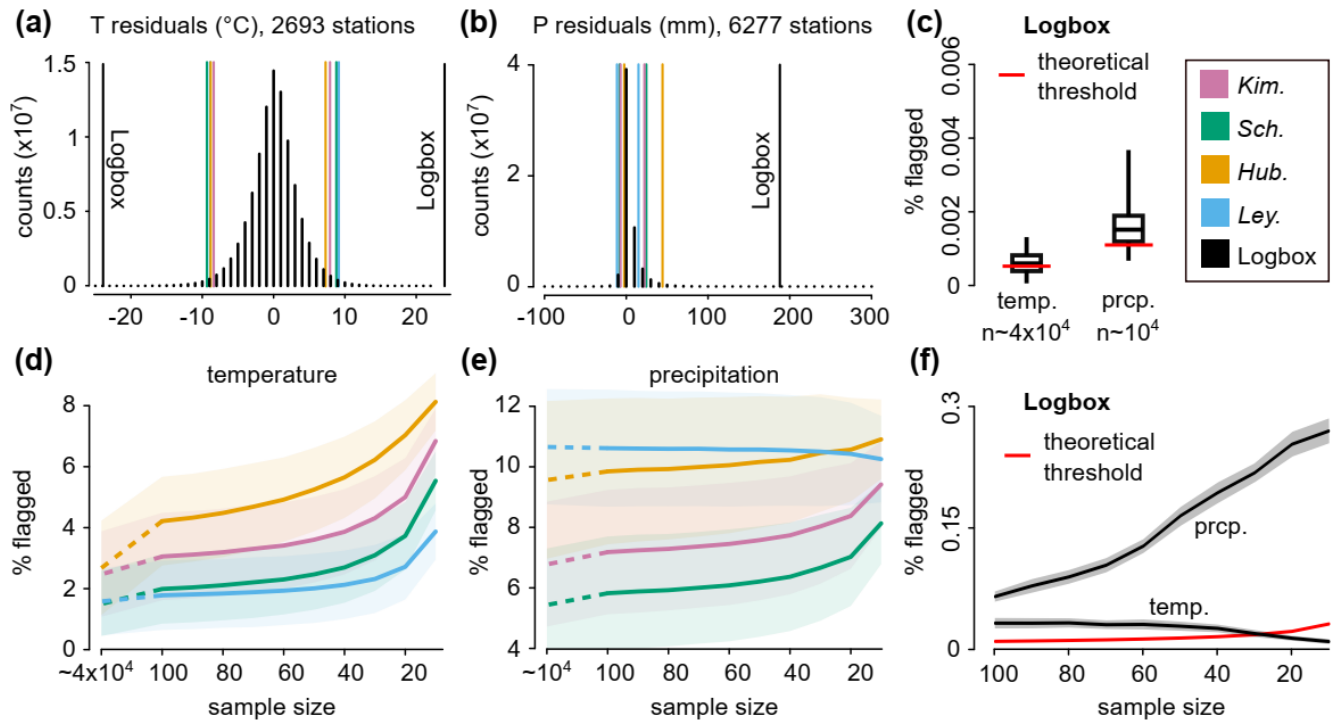 (a) T residuals (°C), 2693 stations
counts (x10⁷)
1.5
1
0.5
0
Logbox
Logbox
-20 -10 0 10 20
(b) P residuals (mm), 6277 stations
counts (x10⁷)
4
2
0
Logbox
-100 0 100 200 300
(c) Logbox
theoretical
threshold
% flagged
0.006
0.004
0.002
0
temp. prcp.
n~4x10⁴ n~10⁴
Kim.
Sch.
Hub.
Ley.
Logbox
(d) temperature
% flagged
8
6
4
2
0
~4x10⁴ 100 80 60 40 20
sample size
(e) precipitation
% flagged
12
10
8
6
4
~10⁴ 100 80 60 40 20
sample size
(f) Logbox
theoretical
threshold
% flagged
0.3
0.15
0
prcp.
temp.
100 80 60 40 20
sample size